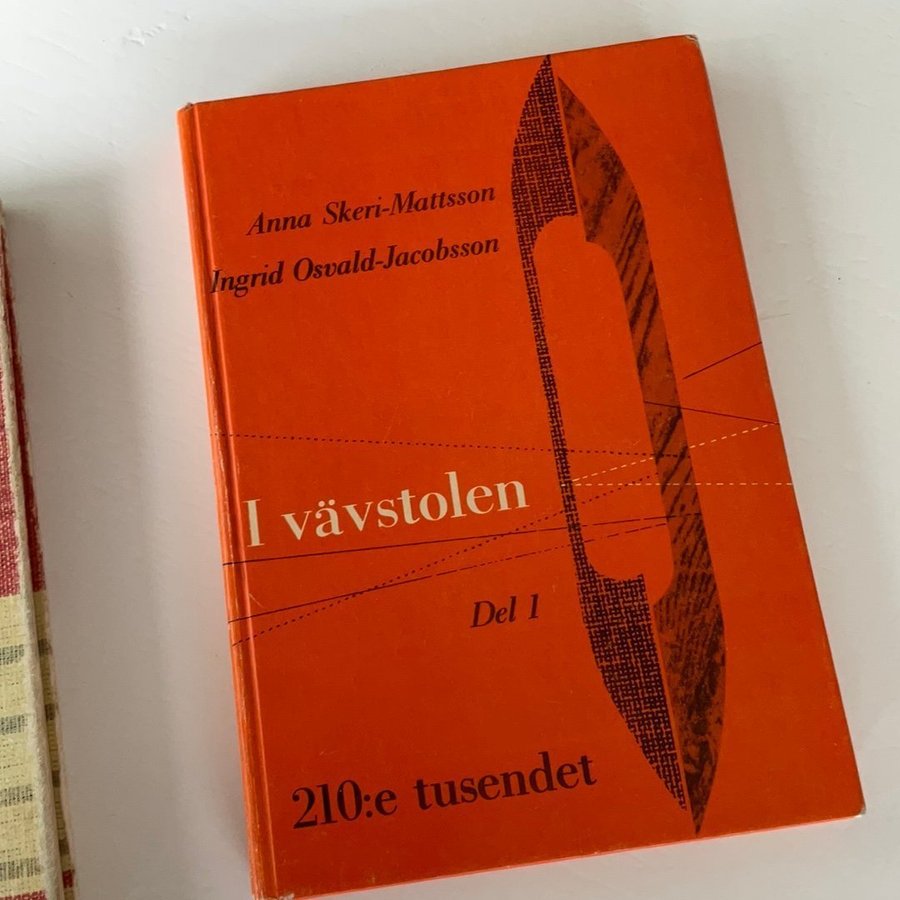 Anna Skeri-Mattsson
Ingrid Osvald-Jacobsson
I vävstolen
Del 1
210:e tusendet